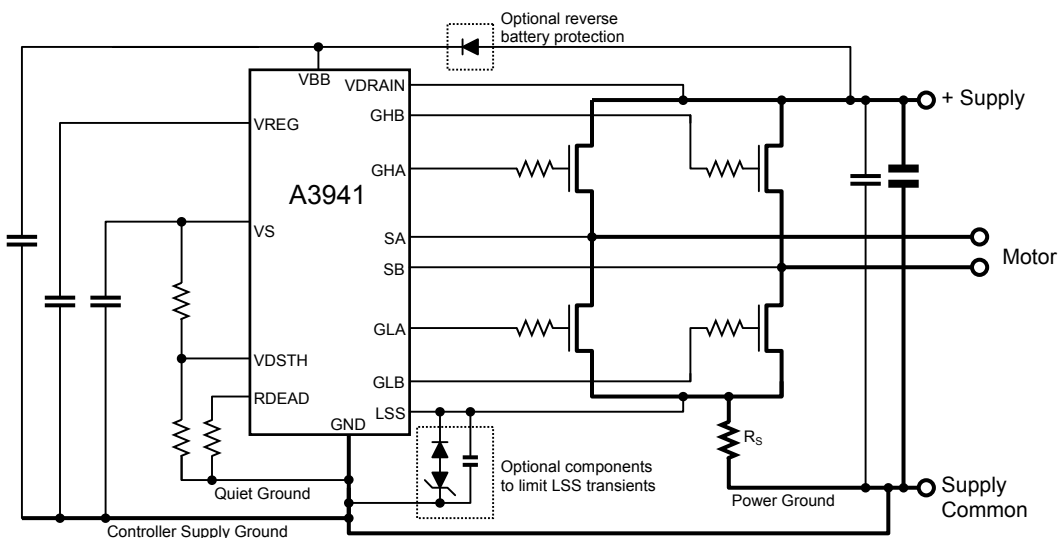 Optional reverse
battery protection
VBB
VDRAIN
GHB
+ Supply
VREG
GHA
A3941
VS
SA
SB
Motor
GLA
VDSTH
GLB
RDEAD
LSS
GND
RS
Optional components
to limit LSS transients
Quiet Ground
Power Ground
Supply
Common
Controller Supply Ground